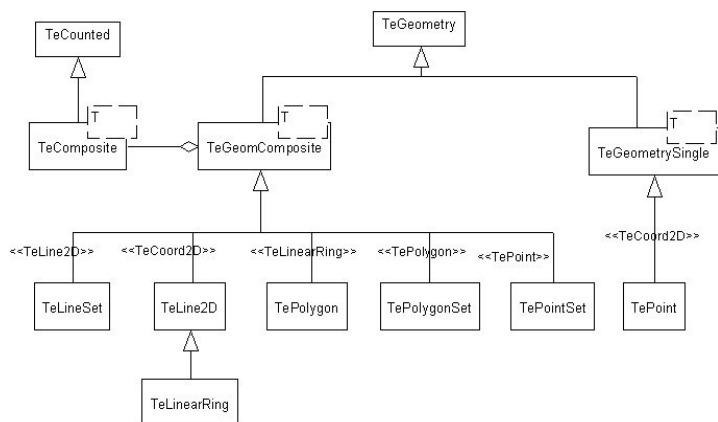 TeGeometry
TeCounted
T
T
T
TeComposite
TeGeomComposite
TeGeometrySingle
<<TeLine2D>>
<<TeCoord2D>>
<<TeLinearRing>>
<<TePolygon>>
<<TePoint>>
<<TeCoord2D>>
TeLineSet
TeLine2D
TePolygon
TePolygonSet
TePointSet
TePoint
TeLinearRing